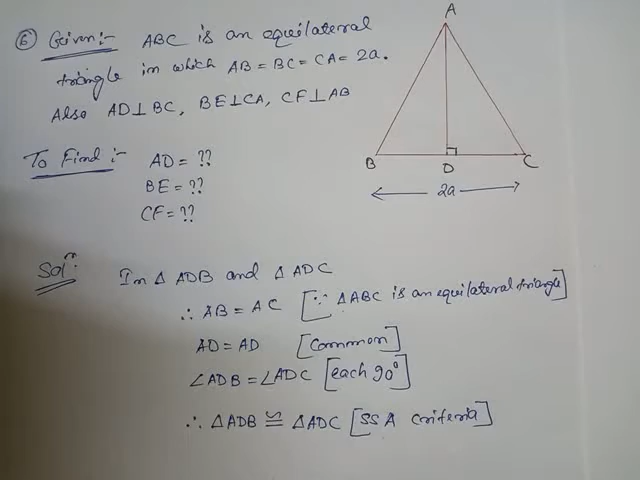 ⑥ Given:- ABC is an equilateral
triangle in which AB = BC = CA = 2a.
Also AD⊥BC, BE⊥CA, CF⊥AB
To Find:- AD = ??
BE = ??
CF = ??
A
B
D
C
2a
Solⁿ:
In △ ADB and △ ADC
∴ AB = AC [∵ △ABC is an equilateral triangle]
AD = AD [Common]
∠ADB = ∠ADC [each 90°]
∴ △ADB ≅ △ADC [SSA criteria]